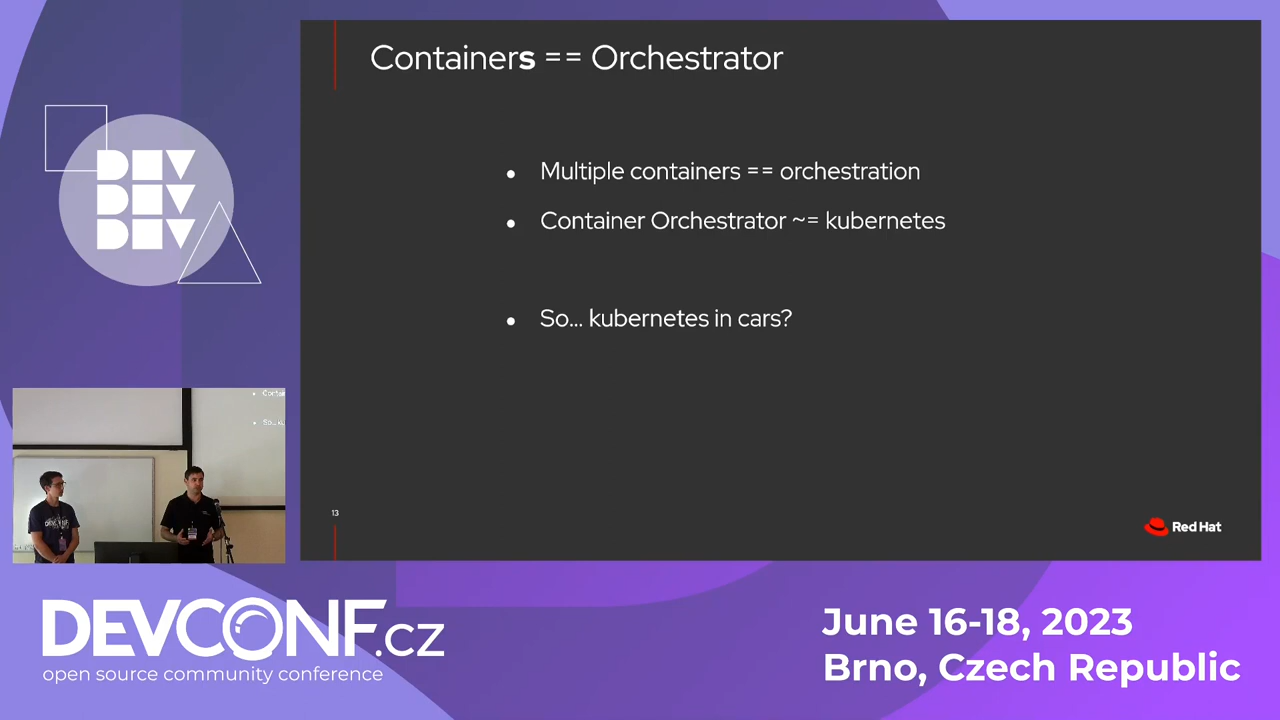 Containers == Orchestrator
DEV
DEV
DEV
● Multiple containers == orchestration
● Container Orchestrator ~= kubernetes
● So... kubernetes in cars?
13
Red Hat
DEVCONF.cz
open source community conference
June 16-18, 2023
Brno, Czech Republic